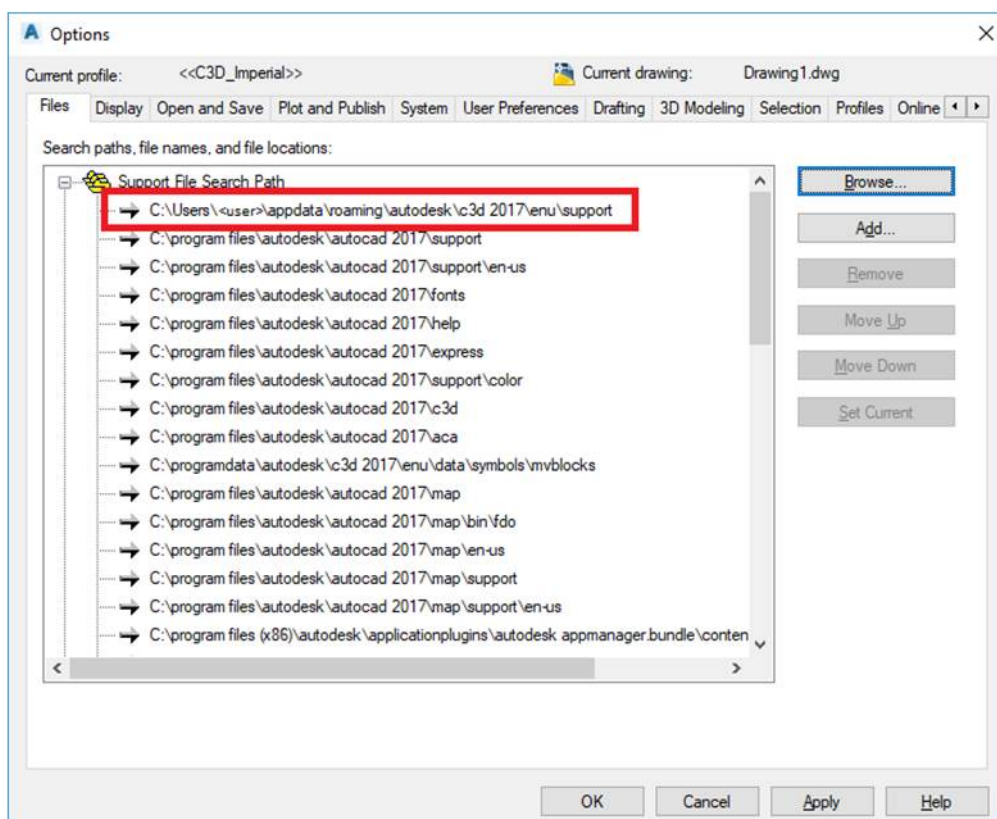 Options
Current profile: <<C3D_Imperial>> Current drawing: Drawing1.dwg
Files Display Open and Save Plot and Publish System User Preferences Drafting 3D Modeling Selection Profiles Online
Search paths, file names, and file locations:
Support File Search Path
C:\Users\<user>\appdata\roaming\autodesk\c3d 2017\enu\support
C:\program files\autodesk\autocad 2017\support
C:\program files\autodesk\autocad 2017\support\en-us
C:\program files\autodesk\autocad 2017\fonts
C:\program files\autodesk\autocad 2017\help
C:\program files\autodesk\autocad 2017\express
C:\program files\autodesk\autocad 2017\support\color
C:\program files\autodesk\autocad 2017\c3d
C:\program files\autodesk\autocad 2017\aca
C:\programdata\autodesk\c3d 2017\enu\data\symbols\mvblocks
C:\program files\autodesk\autocad 2017\map
C:\program files\autodesk\autocad 2017\map\bin\fdo
C:\program files\autodesk\autocad 2017\map\en-us
C:\program files\autodesk\autocad 2017\map\support
C:\program files\autodesk\autocad 2017\map\support\en-us
C:\program files (x86)\autodesk\applicationplugins\autodesk appmanager.bundle\conten
Browse...
Add...
Remove
Move Up
Move Down
Set Current
OK Cancel Apply Help